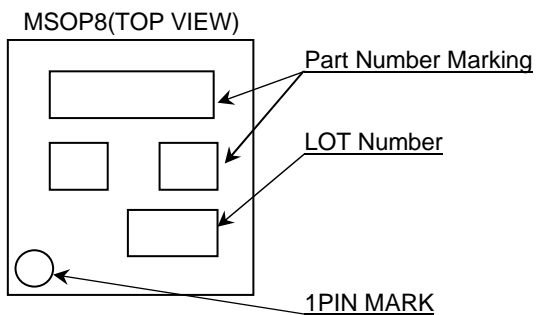 MSOP8(TOP VIEW)
Part Number Marking
LOT Number
1PIN MARK